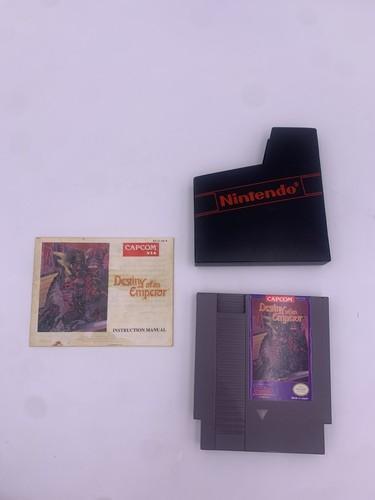 Nintendo®
CAPCOM
USA
Destiny of an
Emperor
INSTRUCTION MANUAL
CAPCOM
Destiny of an
Emperor